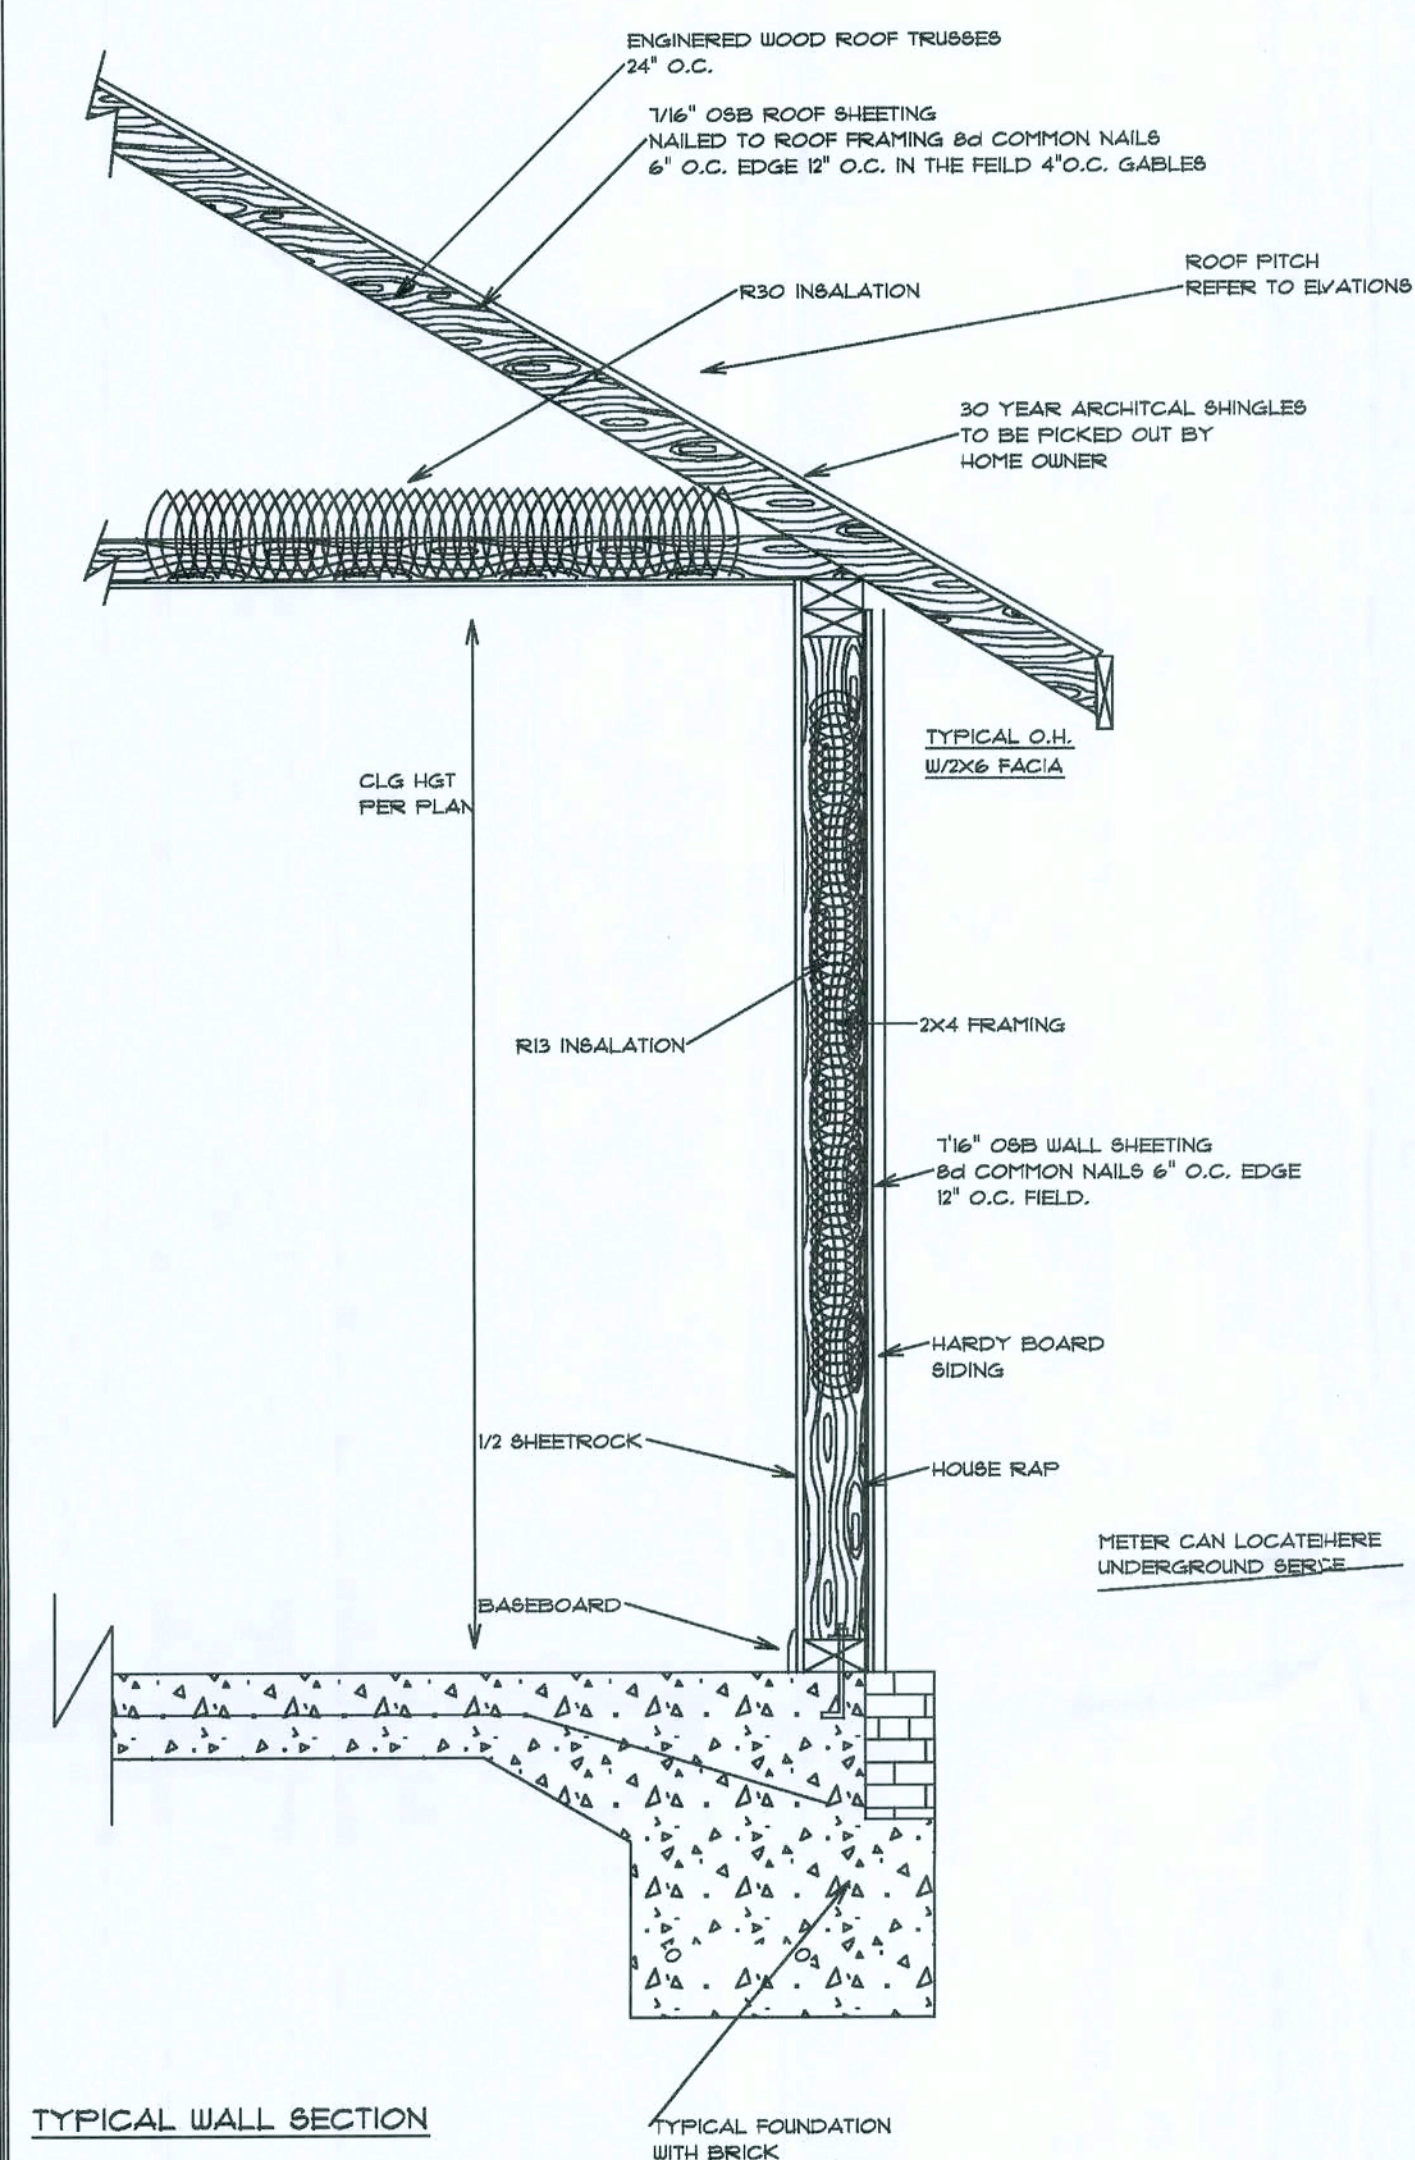 ENGINERED WOOD ROOF TRUSSES
24" O.C.
7/16" OSB ROOF SHEETING
NAILED TO ROOF FRAMING 8d COMMON NAILS
6" O.C. EDGE 12" O.C. IN THE FEILD 4"O.C. GABLES
ROOF PITCH
REFER TO ELVATIONS
R30 INSALATION
30 YEAR ARCHITCAL SHINGLES
TO BE PICKED OUT BY
HOME OWNER
TYPICAL O.H.
W/2X6 FACIA
CLG HGT
PER PLAN
R13 INSALATION
2X4 FRAMING
7'16" OSB WALL SHEETING
8d COMMON NAILS 6" O.C. EDGE
12" O.C. FIELD.
HARDY BOARD
SIDING
1/2 SHEETROCK
HOUSE RAP
METER CAN LOCATE HERE
UNDERGROUND
BASEBOARD
TYPICAL WALL SECTION
TYPICAL FOUNDATION
WITH BRICK